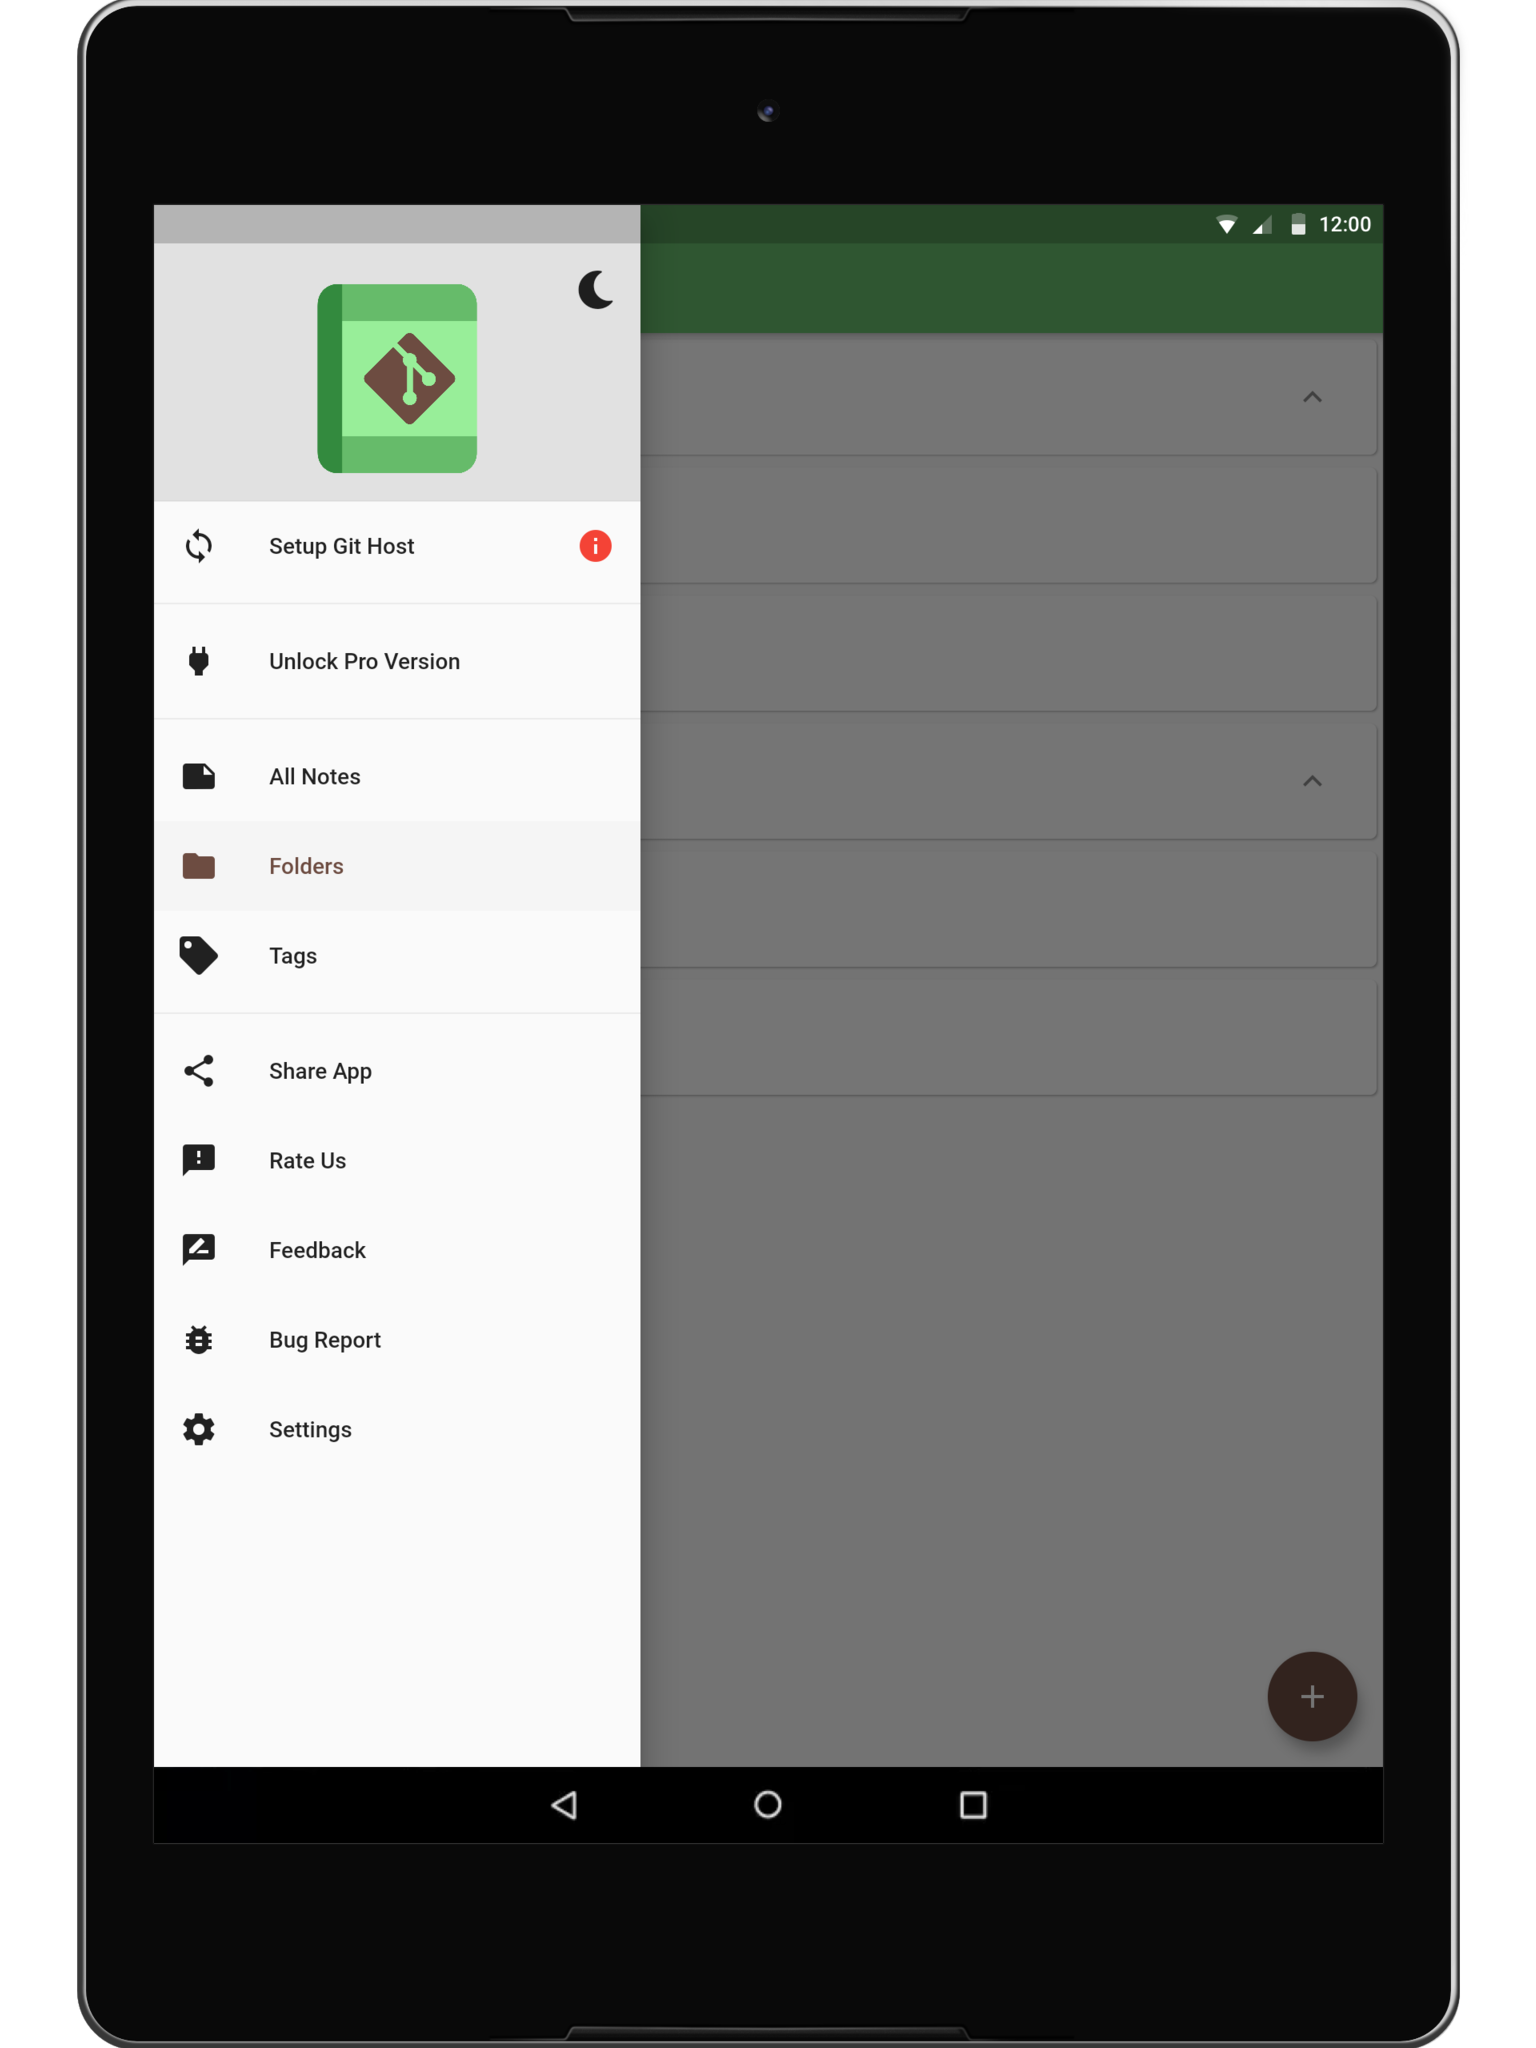 12:00
Setup Git Host
Unlock Pro Version
All Notes
Folders
Tags
Share App
Rate Us
Feedback
Bug Report
Settings